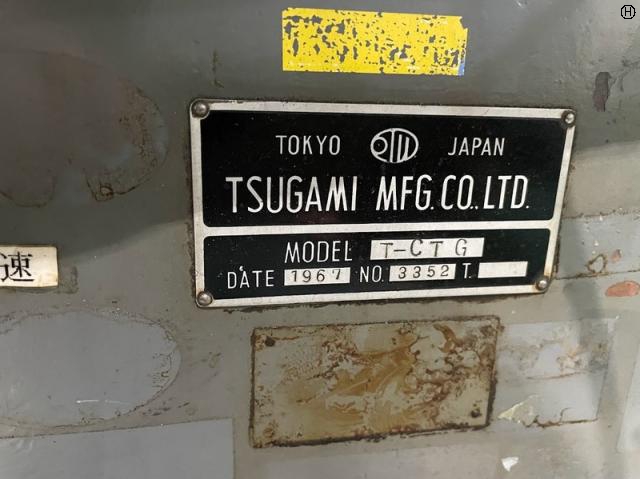 TOKYO JAPAN
TSUGAMI MFG. CO., LTD.
MODEL T-CTG
DATE 1967 NO. 3352 T.
速
H